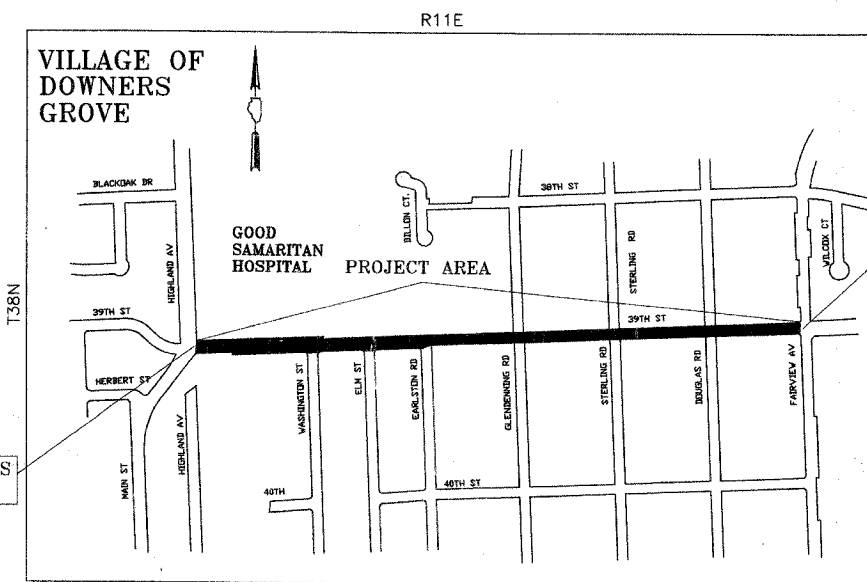 R11E
VILLAGE OF
DOWNERS
GROVE
BLACKOAK DR
HIGHLAND AV
GOOD
SAMARITAN
HOSPITAL
PROJECT AREA
DILLON CT.
38TH ST
STERLING RD
WILCOX CT
T38N
39TH ST
39TH ST
HERBERT ST
MAIN ST
HIGHLAND AV
WASHINGTON ST
ELM ST
EARLSTON RD
GLENDENNING RD
STERLING RD
DOUGLAS RD
FAIRVIEW AV
40TH
40TH ST
S